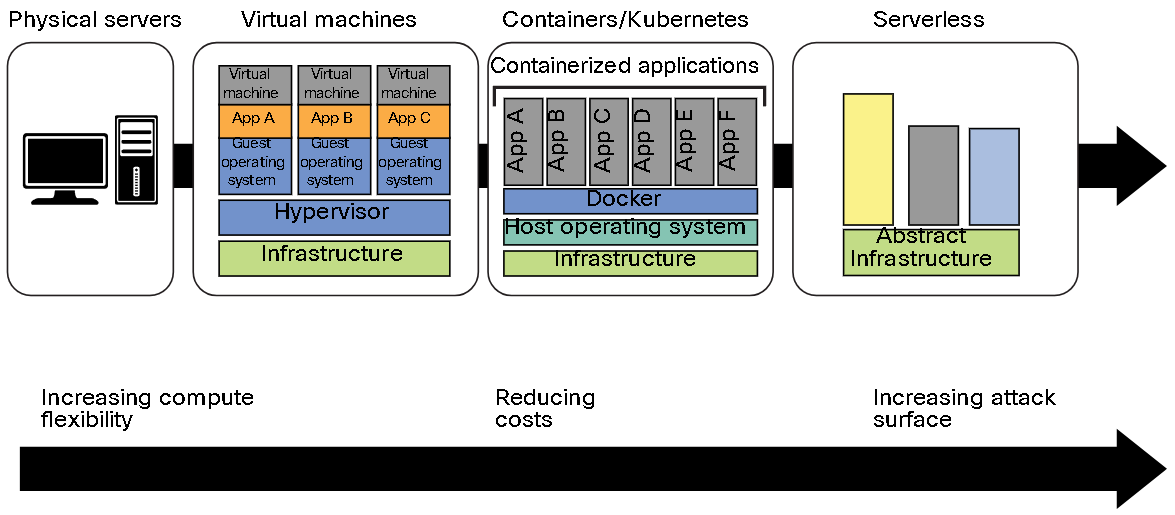 Physical servers
Virtual machines
Containers/Kubernetes
Serverless
Virtual
machine
Virtual
machine
Virtual
machine
App A
App B
App C
Guest
operating
system
Guest
operating
system
Guest
operating
system
Hypervisor
Infrastructure
Containerized applications
App A
App B
App C
App D
App E
App F
Docker
Host operating system
Infrastructure
Abstract
Infrastructure
Increasing compute
flexibility
Reducing
costs
Increasing attack
surface